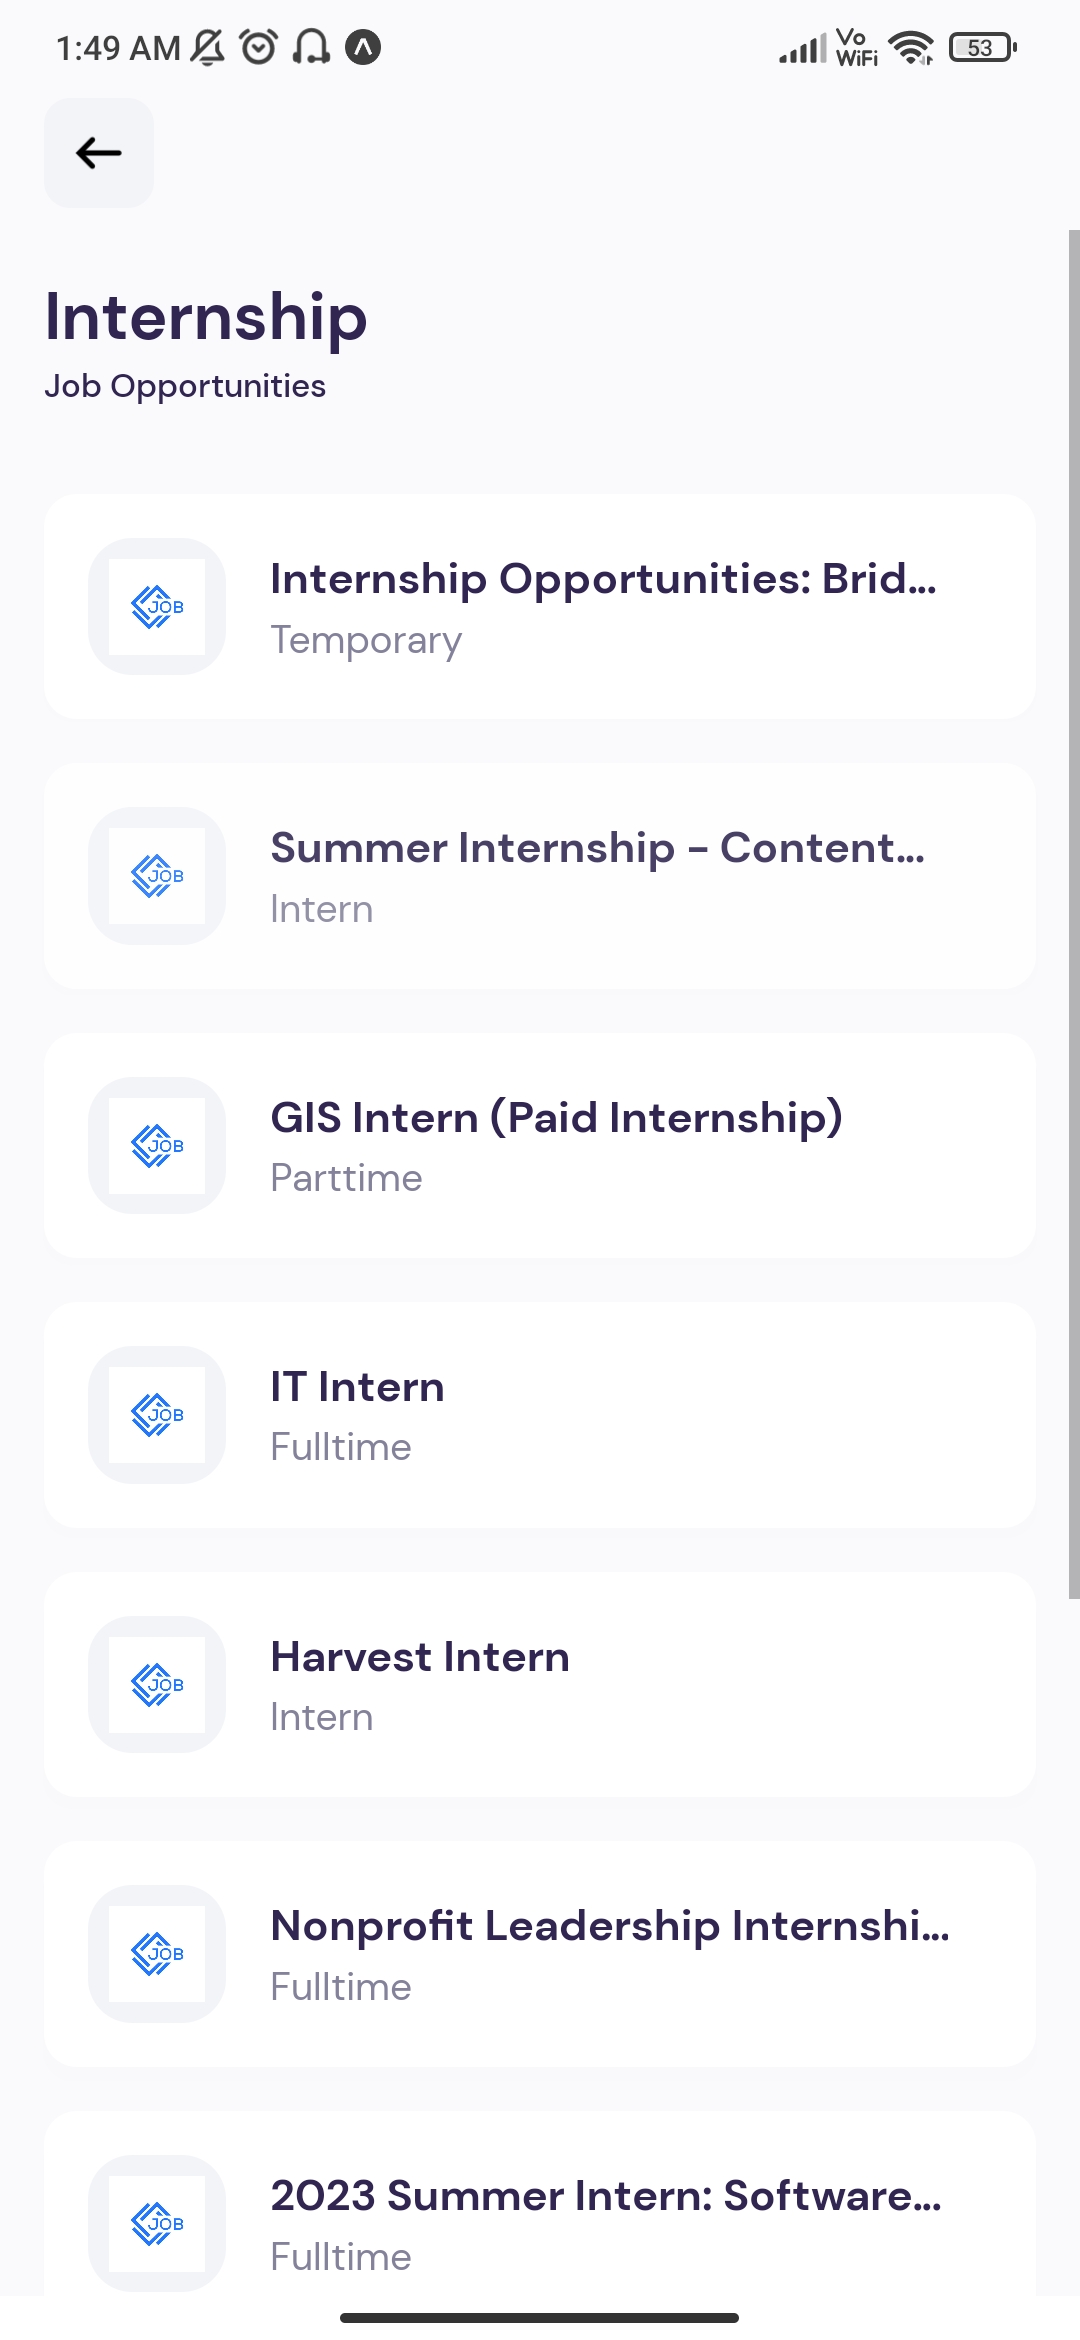 1:49 AM
Vo
WiFi
53
Internship
Job Opportunities
JOB
Internship Opportunities: Brid...
Temporary
JOB
Summer Internship - Content...
Intern
JOB
GIS Intern (Paid Internship)
Parttime
JOB
IT Intern
Fulltime
JOB
Harvest Intern
Intern
JOB
Nonprofit Leadership Internshi...
Fulltime
JOB
2023 Summer Intern: Software...
Fulltime